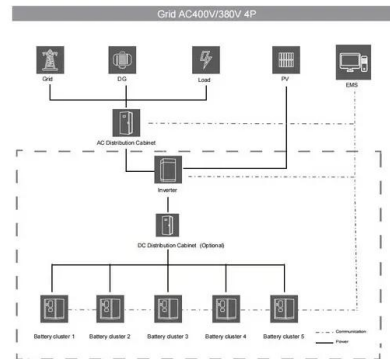 Grid AC400V/380V 4P
Grid
DG
Load
PV
EMS
AC Distribution Cabinet
Inverter
DC Distribution Cabinet (Optional)
Battery cluster 1
Battery cluster 2
Battery cluster 3
Battery cluster 4
Battery cluster 5
Communication
Power